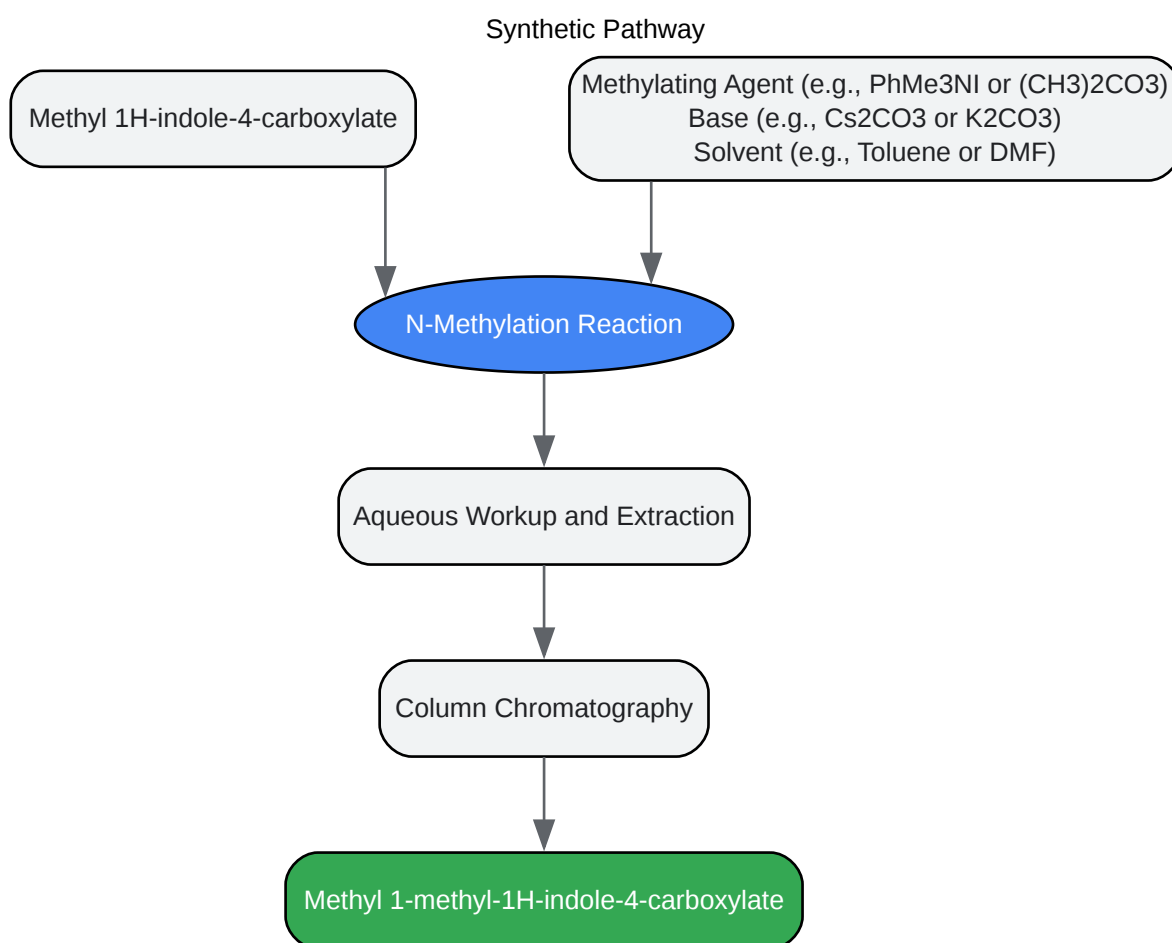 Synthetic Pathway
Methyl 1H-indole-4-carboxylate
Methylating Agent (e.g., PhMe3NI or (CH3)2CO3)
Base (e.g., Cs2CO3 or K2CO3)
Solvent (e.g., Toluene or DMF)
N-Methylation Reaction
Aqueous Workup and Extraction
Column Chromatography
Methyl 1-methyl-1H-indole-4-carboxylate